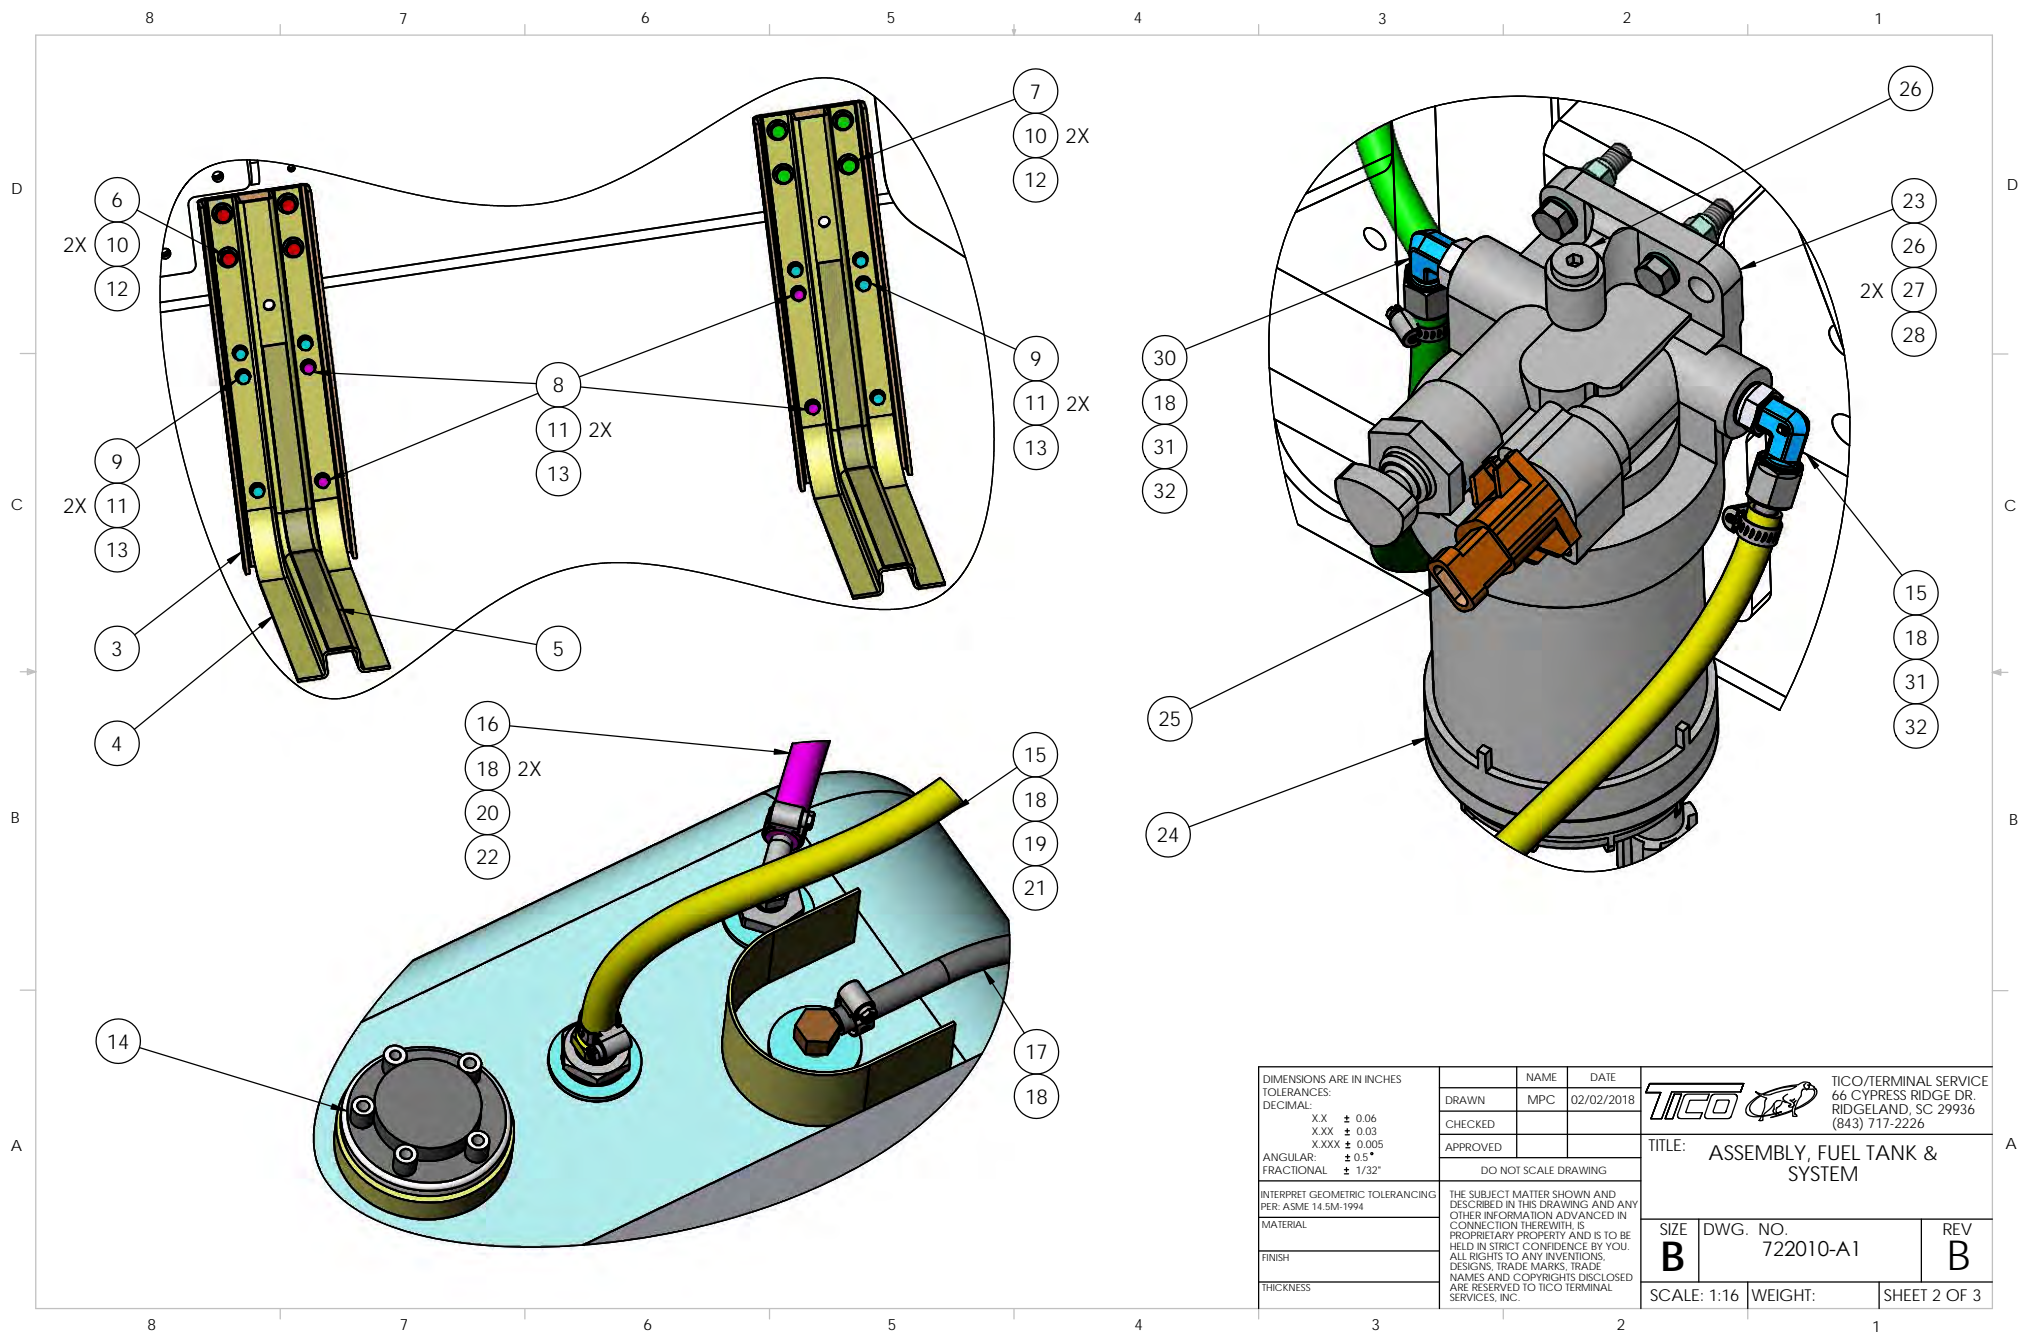 8 7 6 5 4 3 2 1
D
C
B
A
6
2X 10
12
9
2X 11
13
3
4
5
8
11 2X
13
7
10 2X
12
9
11 2X
13
16
18 2X
20
22
15
18
19
21
14
17
18
26
23
26
2X 27
28
30
18
31
32
25
24
15
18
31
32
D
C
B
A
DIMENSIONS ARE IN INCHES
TOLERANCES:
DECIMAL:
X.X ± 0.06
X.XX ± 0.03
X.XXX ± 0.005
ANGULAR: ± 0.5°
FRACTIONAL ± 1/32"
INTERPRET GEOMETRIC TOLERANCING
PER: ASME 14.5M-1994
MATERIAL
FINISH
THICKNESS
NAME DATE
DRAWN MPC 02/02/2018
CHECKED
APPROVED
DO NOT SCALE DRAWING
THE SUBJECT MATTER SHOWN AND
DESCRIBED IN THIS DRAWING AND ANY
OTHER INFORMATION ADVANCED IN
CONNECTION THEREWITH, IS
PROPRIETARY PROPERTY AND IS TO BE
HELD IN STRICT CONFIDENCE BY YOU.
ALL RIGHTS TO ANY INVENTIONS,
DESIGNS, TRADE MARKS, TRADE
NAMES AND COPYRIGHTS DISCLOSED
ARE RESERVED TO TICO TERMINAL
SERVICES, INC.
TICO
TICO/TERMINAL SERVICE
66 CYPRESS RIDGE DR.
RIDGELAND, SC 29936
(843) 717-2226
TITLE: ASSEMBLY, FUEL TANK &
SYSTEM
SIZE DWG. NO. REV
B 722010-A1 B
SCALE: 1:16 WEIGHT: SHEET 2 OF 3
8 7 6 5 4 3 2 1